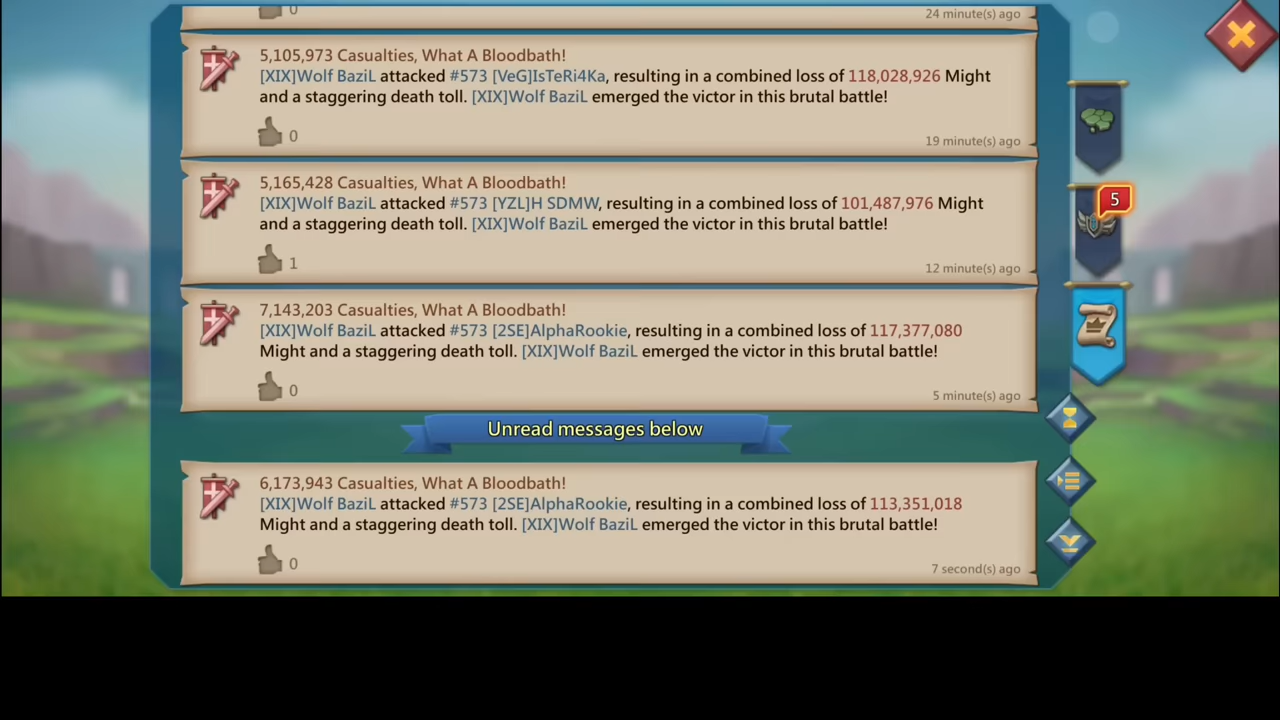 0
24 minute(s) ago
5,105,973 Casualties, What A Bloodbath!
[XIX]Wolf BaziL attacked #573 [VeG]IsTeRi4Ka, resulting in a combined loss of 118,028,926 Might
and a staggering death toll. [XIX]Wolf BaziL emerged the victor in this brutal battle!
0
19 minute(s) ago
5,165,428 Casualties, What A Bloodbath!
[XIX]Wolf BaziL attacked #573 [YZL]H SDMW, resulting in a combined loss of 101,487,976 Might
and a staggering death toll. [XIX]Wolf BaziL emerged the victor in this brutal battle!
1
12 minute(s) ago
7,143,203 Casualties, What A Bloodbath!
[XIX]Wolf BaziL attacked #573 [2SE]AlphaRookie, resulting in a combined loss of 117,377,080
Might and a staggering death toll. [XIX]Wolf BaziL emerged the victor in this brutal battle!
0
5 minute(s) ago
Unread messages below
6,173,943 Casualties, What A Bloodbath!
[XIX]Wolf BaziL attacked #573 [2SE]AlphaRookie, resulting in a combined loss of 113,351,018
Might and a staggering death toll. [XIX]Wolf BaziL emerged the victor in this brutal battle!
0
7 second(s) ago
5